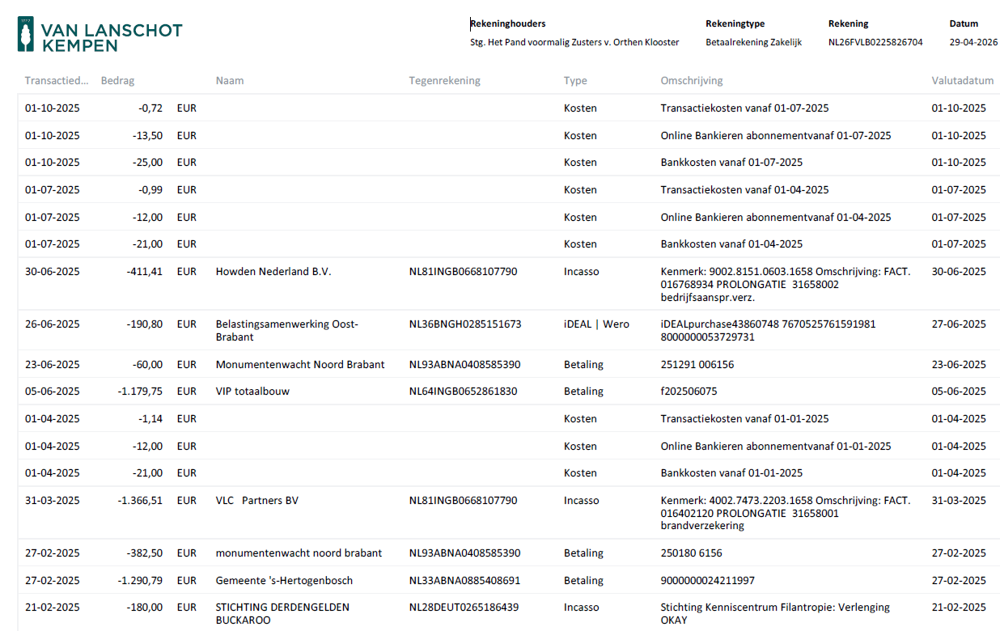 1777
VAN LANSCHOT
KEMPEN
Rekeninghouders Rekeningtype Rekening Datum
Stg. Het Pand voormalig Zusters v. Orthen Klooster Betaalrekening Zakelijk NL26FVLB0225826704 29-04-2026
Transactied... Bedrag Naam Tegenrekening Type Omschrijving Valutadatum
01-10-2025 -0,72 EUR Kosten Transactiekosten vanaf 01-07-2025 01-10-2025
01-10-2025 -13,50 EUR Kosten Online Bankieren abonnementvanaf 01-07-2025 01-10-2025
01-10-2025 -25,00 EUR Kosten Bankkosten vanaf 01-07-2025 01-10-2025
01-07-2025 -0,99 EUR Kosten Transactiekosten vanaf 01-04-2025 01-07-2025
01-07-2025 -12,00 EUR Kosten Online Bankieren abonnementvanaf 01-04-2025 01-07-2025
01-07-2025 -21,00 EUR Kosten Bankkosten vanaf 01-04-2025 01-07-2025
30-06-2025 -411,41 EUR Howden Nederland B.V. NL81INGB0668107790 Incasso Kenmerk: 9002.8151.0603.1658 Omschrijving: FACT. 30-06-2025
016768934 PROLONGATIE 31658002
bedrijfsaanspr.verz.
26-06-2025 -190,80 EUR Belastingsamenwerking Oost- NL36BNGH0285151673 iDEAL | Wero iDEALpurchase43860748 7670525761591981 27-06-2025
Brabant 8000000053729731
23-06-2025 -60,00 EUR Monumentenwacht Noord Brabant NL93ABNA0408585390 Betaling 251291 006156 23-06-2025
05-06-2025 -1.179,75 EUR VIP totaalbouw NL64INGB0652861830 Betaling f202506075 05-06-2025
01-04-2025 -1,14 EUR Kosten Transactiekosten vanaf 01-01-2025 01-04-2025
01-04-2025 -12,00 EUR Kosten Online Bankieren abonnementvanaf 01-01-2025 01-04-2025
01-04-2025 -21,00 EUR Kosten Bankkosten vanaf 01-01-2025 01-04-2025
31-03-2025 -1.366,51 EUR VLC Partners BV NL81INGB0668107790 Incasso Kenmerk: 4002.7473.2203.1658 Omschrijving: FACT. 31-03-2025
016402120 PROLONGATIE 31658001
brandverzekering
27-02-2025 -382,50 EUR monumentenwacht noord brabant NL93ABNA0408585390 Betaling 250180 6156 27-02-2025
27-02-2025 -1.290,79 EUR Gemeente 's-Hertogenbosch NL33ABNA0885408691 Betaling 9000000024211997 27-02-2025
21-02-2025 -180,00 EUR STICHTING DERDENGELDEN NL28DEUT0265186439 Incasso Stichting Kenniscentrum Filantropie: Verlenging 21-02-2025
BUCKAROO OKAY